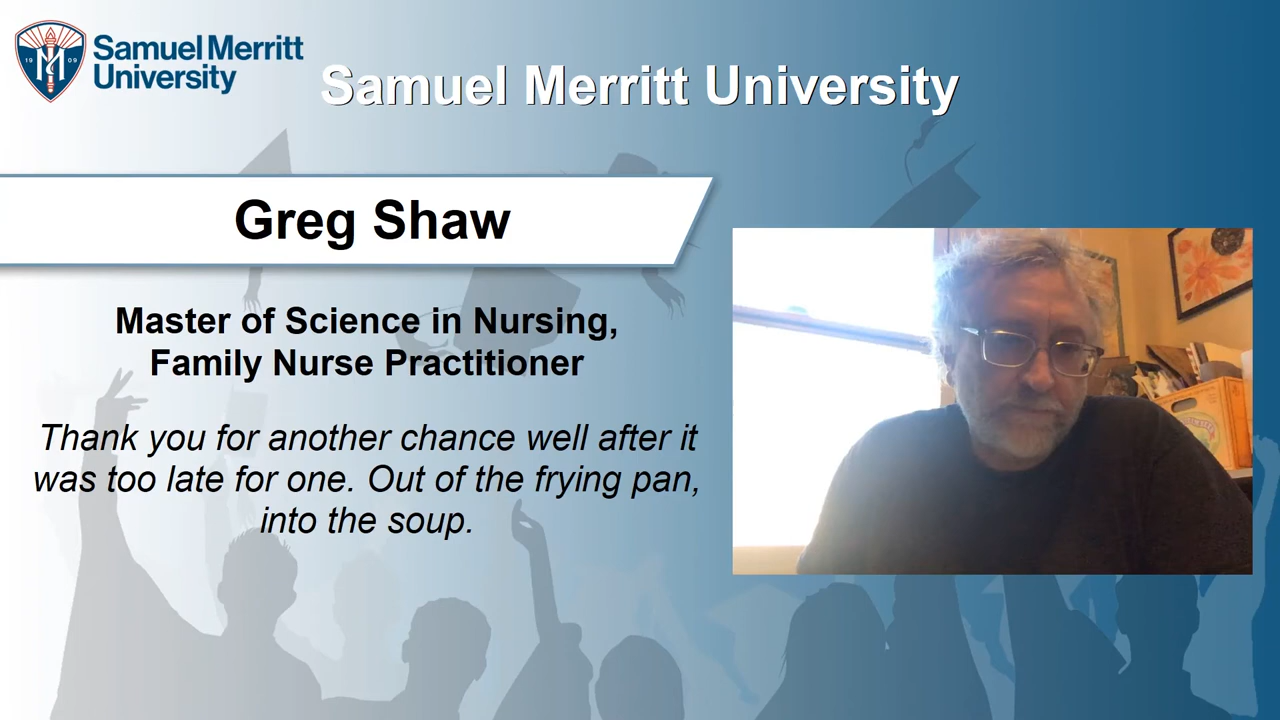 Samuel Merritt
University
1909
Samuel Merritt University
Greg Shaw
Master of Science in Nursing,
Family Nurse Practitioner
Thank you for another chance well after it
was too late for one. Out of the frying pan,
into the soup.